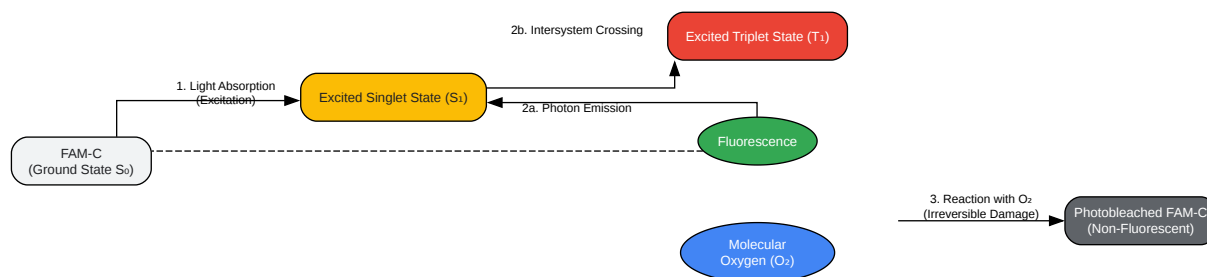 2b. Intersystem Crossing
Excited Triplet State (T₁)
1. Light Absorption
(Excitation)
Excited Singlet State (S₁)
2a. Photon Emission
Fluorescence
FAM-C
(Ground State S₀)
3. Reaction with O₂
(Irreversible Damage)
Photobleached FAM-C
(Non-Fluorescent)
Molecular
Oxygen (O₂)